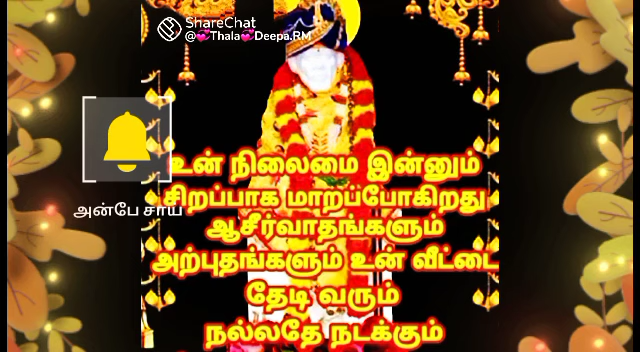 ShareChat
@💞Thala💞Deepa.RM
உன் நிலைமை இன்னும்
சிறப்பாக மாறப்போகிறது
அன்பே சாய்
ஆசீர்வாதங்களும்
அற்புதங்களும் உன் வீட்டை
தேடி வரும்
நல்லதே நடக்கும்